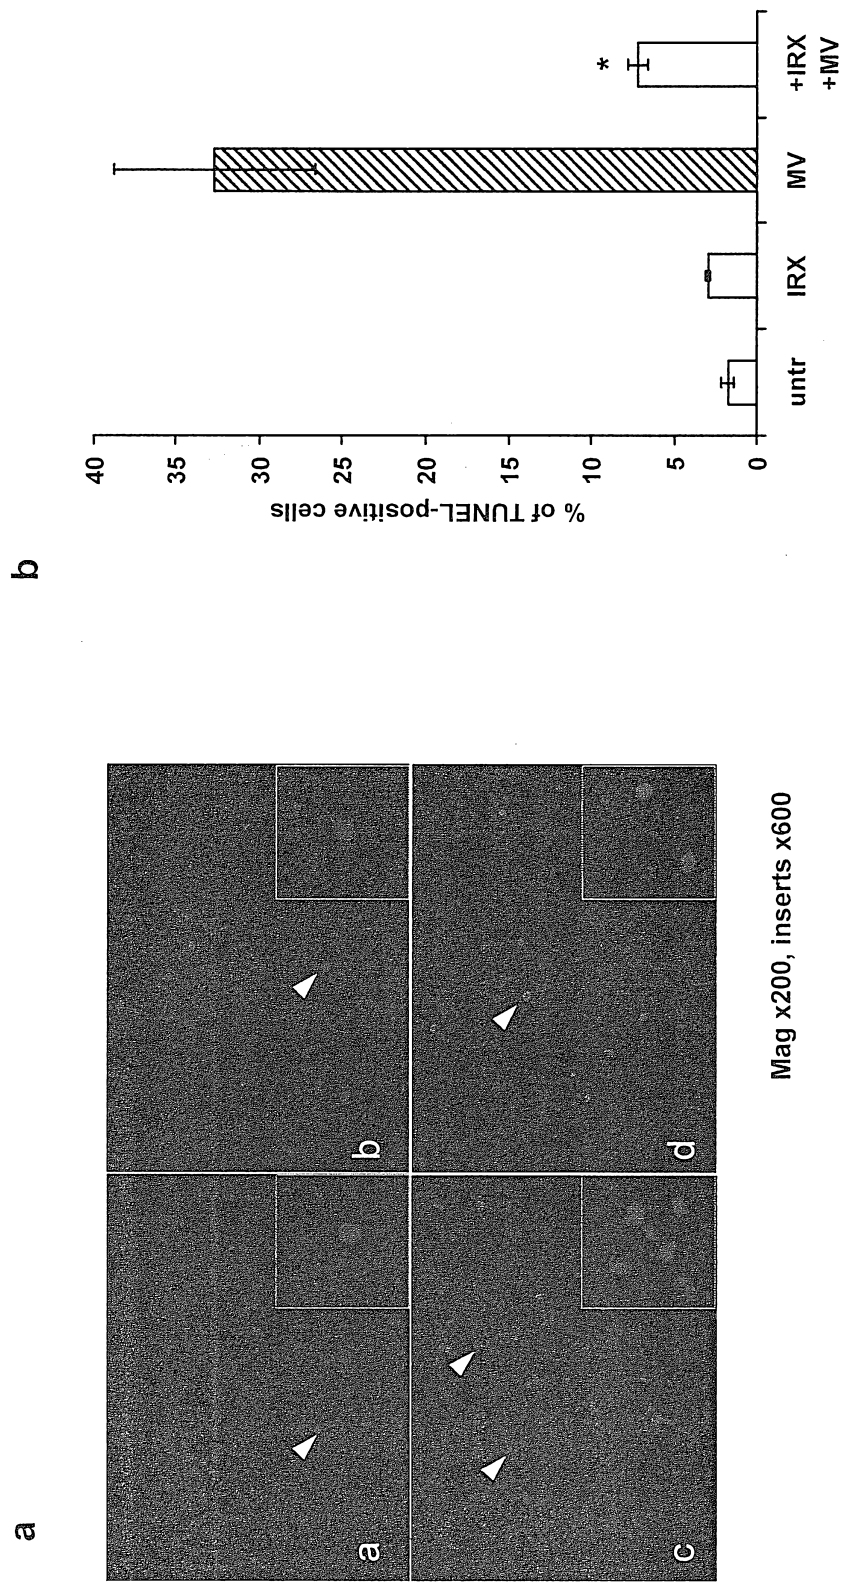 a
a
b
c
d
Mag x200, inserts x600
b
% of TUNEL-positive cells
40
35
30
25
20
15
10
5
0
*
untr
IRX
MV
+IRX
+MV